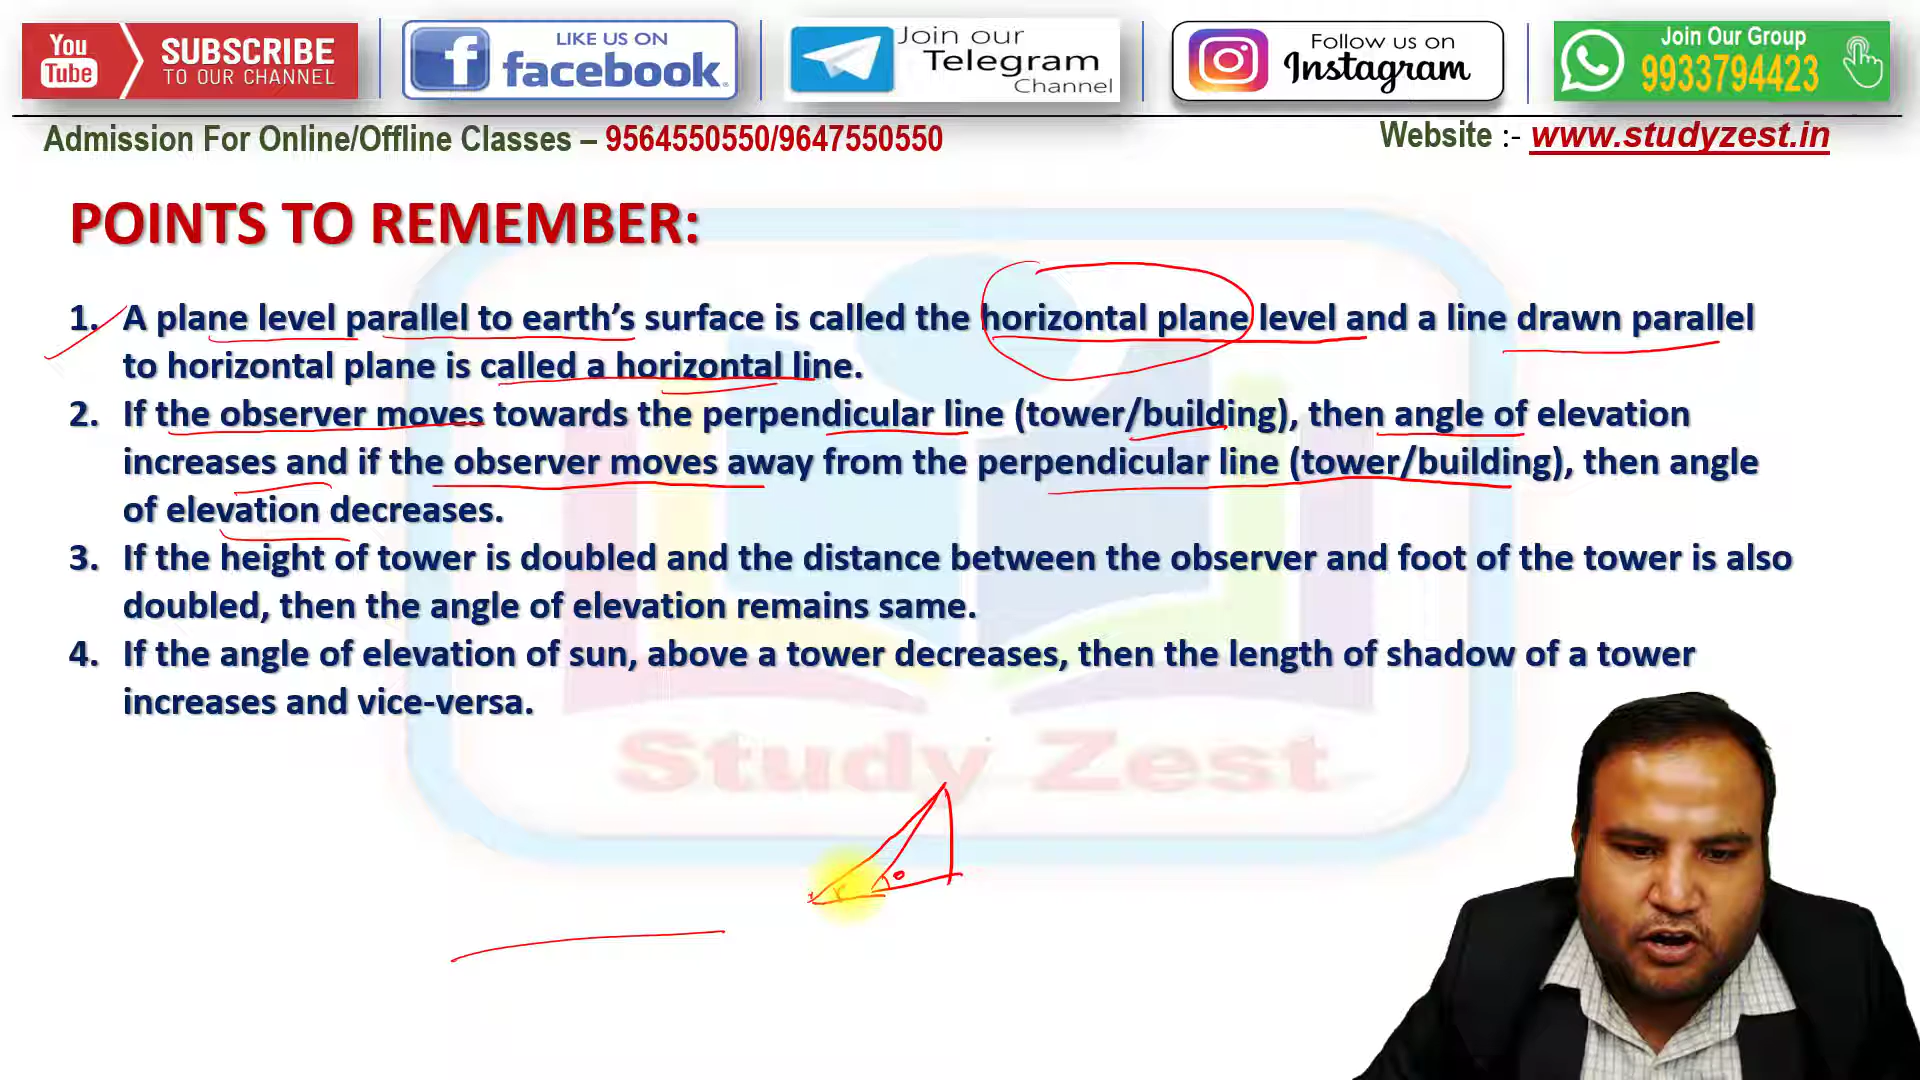 You Tube SUBSCRIBE TO OUR CHANNEL
LIKE US ON facebook.
Join our Telegram Channel
Follow us on Instagram
Join Our Group 9933794423
Admission For Online/Offline Classes – 9564550550/9647550550
Website :- www.studyzest.in
POINTS TO REMEMBER:
1. A plane level parallel to earth's surface is called the horizontal plane level and a line drawn parallel
to horizontal plane is called a horizontal line.
2. If the observer moves towards the perpendicular line (tower/building), then angle of elevation
increases and if the observer moves away from the perpendicular line (tower/building), then angle
of elevation decreases.
3. If the height of tower is doubled and the distance between the observer and foot of the tower is also
doubled, then the angle of elevation remains same.
4. If the angle of elevation of sun, above a tower decreases, then the length of shadow of a tower
increases and vice-versa.
Study Zest